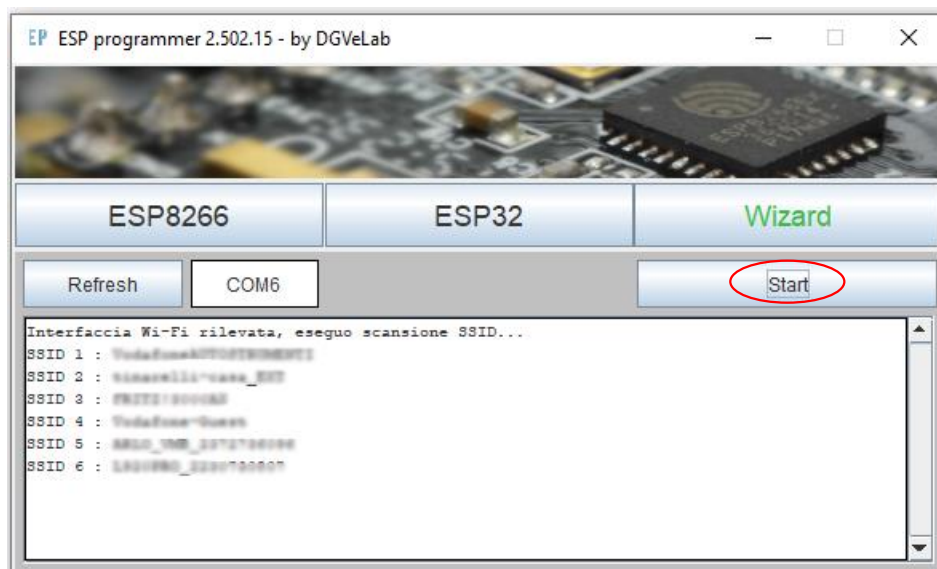 EP ESP programmer 2.502.15 - by DGVeLab
ESP8266 ESP32 Wizard
Refresh COM6 Start
Interfaccia Wi-Fi rilevata, eseguo scansione SSID...
SSID 1 :
SSID 2 :
SSID 3 :
SSID 4 :
SSID 5 :
SSID 6 :